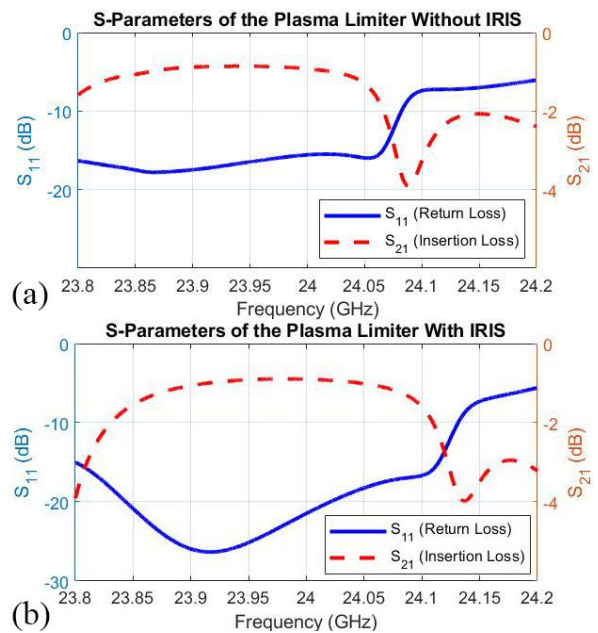 S-Parameters of the Plasma Limiter Without IRIS
0
-10
-20
S11 (dB)
0
-2
-4
S21 (dB)
S11 (Return Loss)
S21 (Insertion Loss)
(a)
23.8 23.85 23.9 23.95 24 24.05 24.1 24.15 24.2
Frequency (GHz)
S-Parameters of the Plasma Limiter With IRIS
0
-10
-20
-30
S11 (dB)
0
-2
-4
S21 (dB)
S11 (Return Loss)
S21 (Insertion Loss)
(b)
23.8 23.85 23.9 23.95 24 24.05 24.1 24.15 24.2
Frequency (GHz)